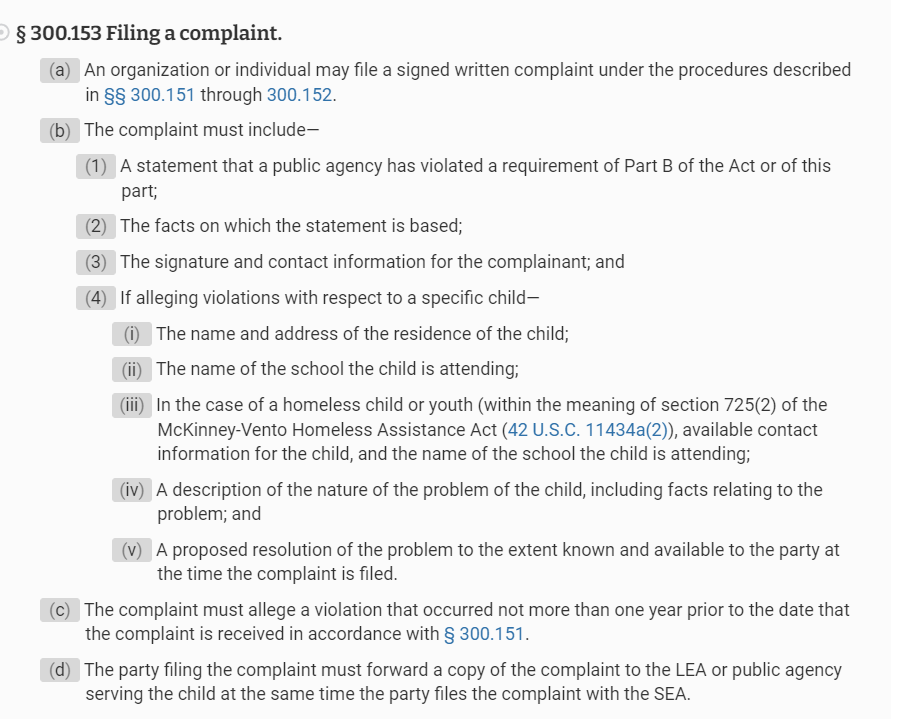 § 300.153 Filing a complaint.
(a) An organization or individual may file a signed written complaint under the procedures described
in §§ 300.151 through 300.152.
(b) The complaint must include—
(1) A statement that a public agency has violated a requirement of Part B of the Act or of this
part;
(2) The facts on which the statement is based;
(3) The signature and contact information for the complainant; and
(4) If alleging violations with respect to a specific child—
(i) The name and address of the residence of the child;
(ii) The name of the school the child is attending;
(iii) In the case of a homeless child or youth (within the meaning of section 725(2) of the
McKinney-Vento Homeless Assistance Act (42 U.S.C. 11434a(2)), available contact
information for the child, and the name of the school the child is attending;
(iv) A description of the nature of the problem of the child, including facts relating to the
problem; and
(v) A proposed resolution of the problem to the extent known and available to the party at
the time the complaint is filed.
(c) The complaint must allege a violation that occurred not more than one year prior to the date that
the complaint is received in accordance with § 300.151.
(d) The party filing the complaint must forward a copy of the complaint to the LEA or public agency
serving the child at the same time the party files the complaint with the SEA.